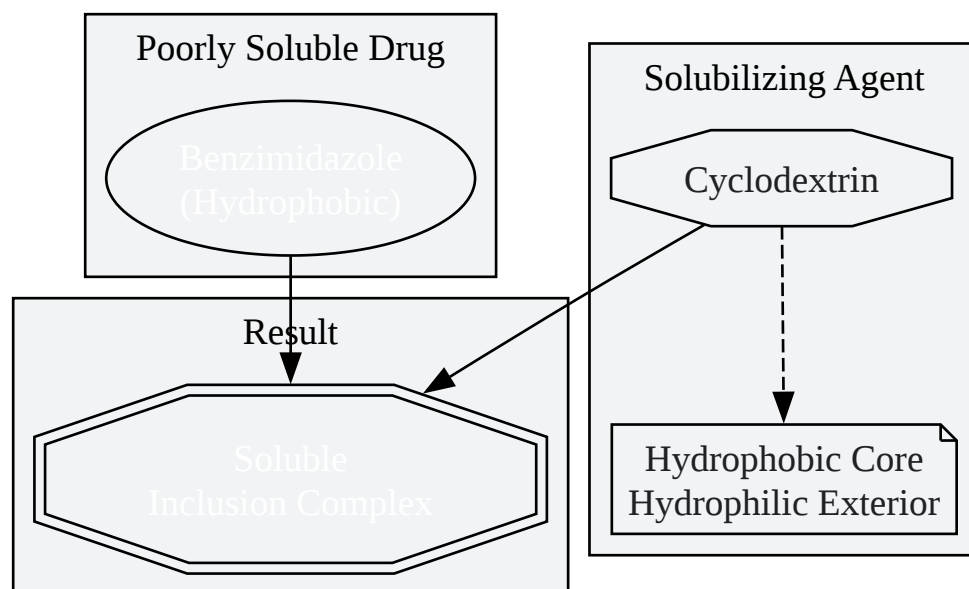 Poorly Soluble Drug
Benzimidazole
(Hydrophobic)
Solubilizing Agent
Cyclodextrin
Hydrophobic Core
Hydrophilic Exterior
Result
Soluble
Inclusion Complex